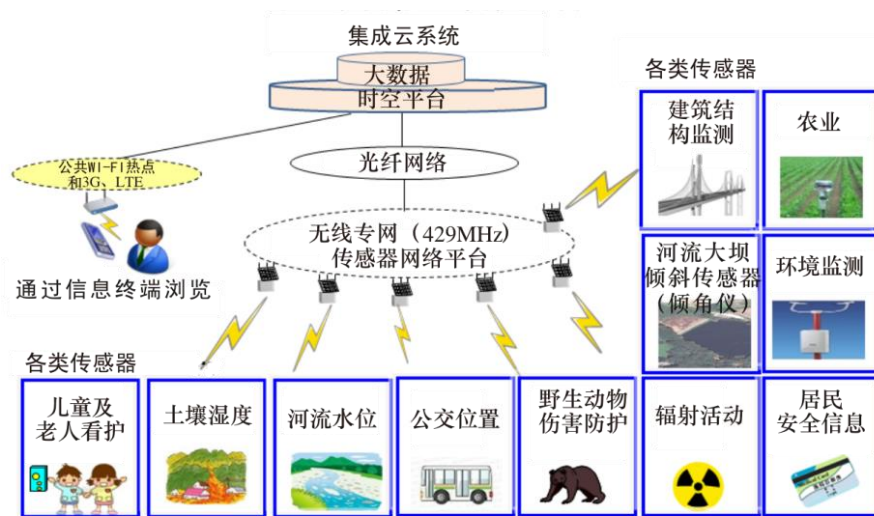 集成云系统
大数据
时空平台
公共WI-FI热点
和3G、LTE
光纤网络
通过信息终端浏览
无线专网（429MHz）
传感器网络平台
各类传感器
建筑结
构监测
农业
河流大坝
倾斜传感器
（倾角仪）
环境监测
各类传感器
儿童及
老人看护
土壤湿度
河流水位
公交位置
野生动物
伤害防护
辐射活动
居民
安全信息